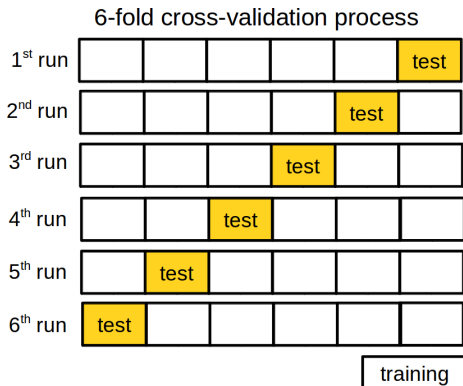 6-fold cross-validation process
1st run test
2nd run test
3rd run test
4th run test
5th run test
6th run test
training